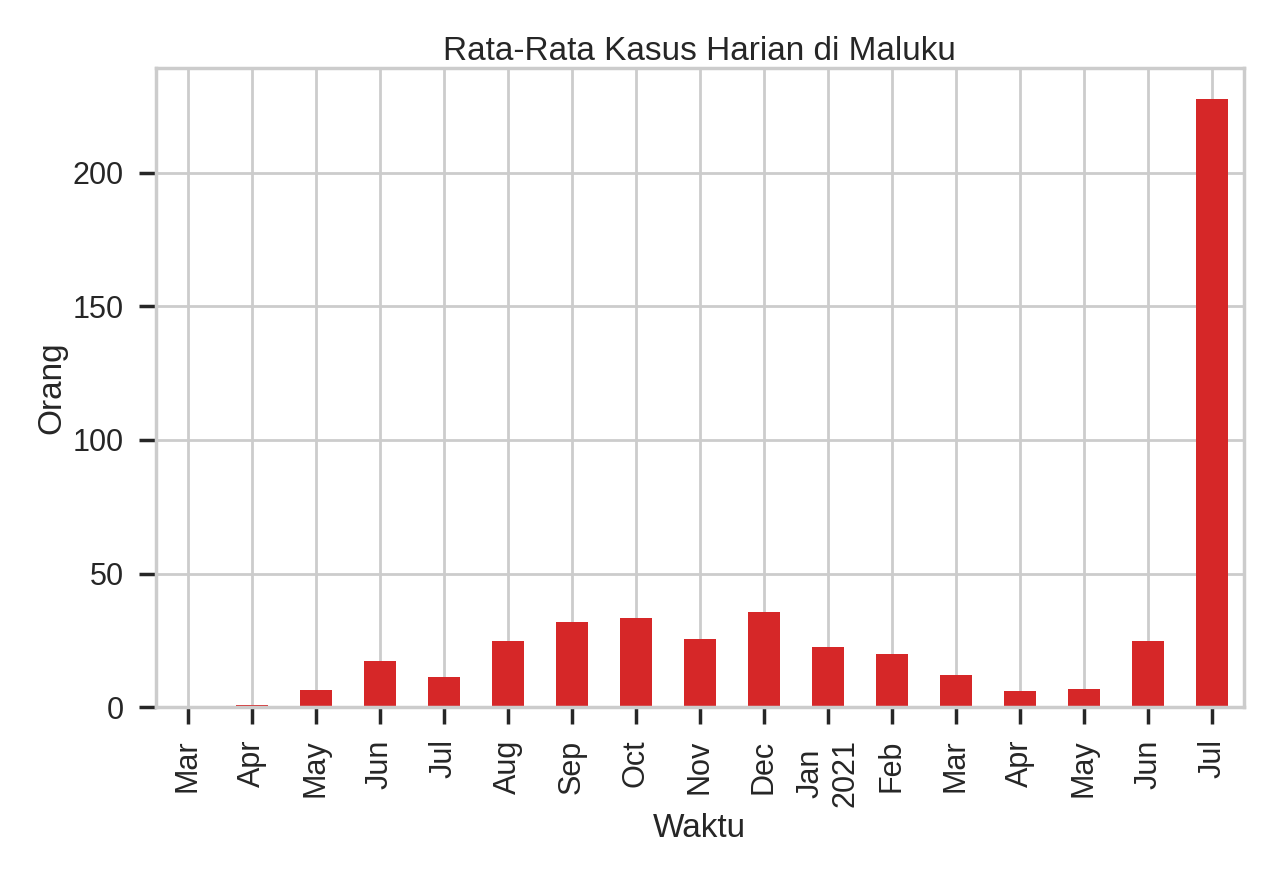 Rata-Rata Kasus Harian di Maluku
Orang
200
150
100
50
0
Mar
Apr
May
Jun
Jul
Aug
Sep
Oct
Nov
Dec
Jan
2021
Feb
Mar
Apr
May
Jun
Jul
Waktu